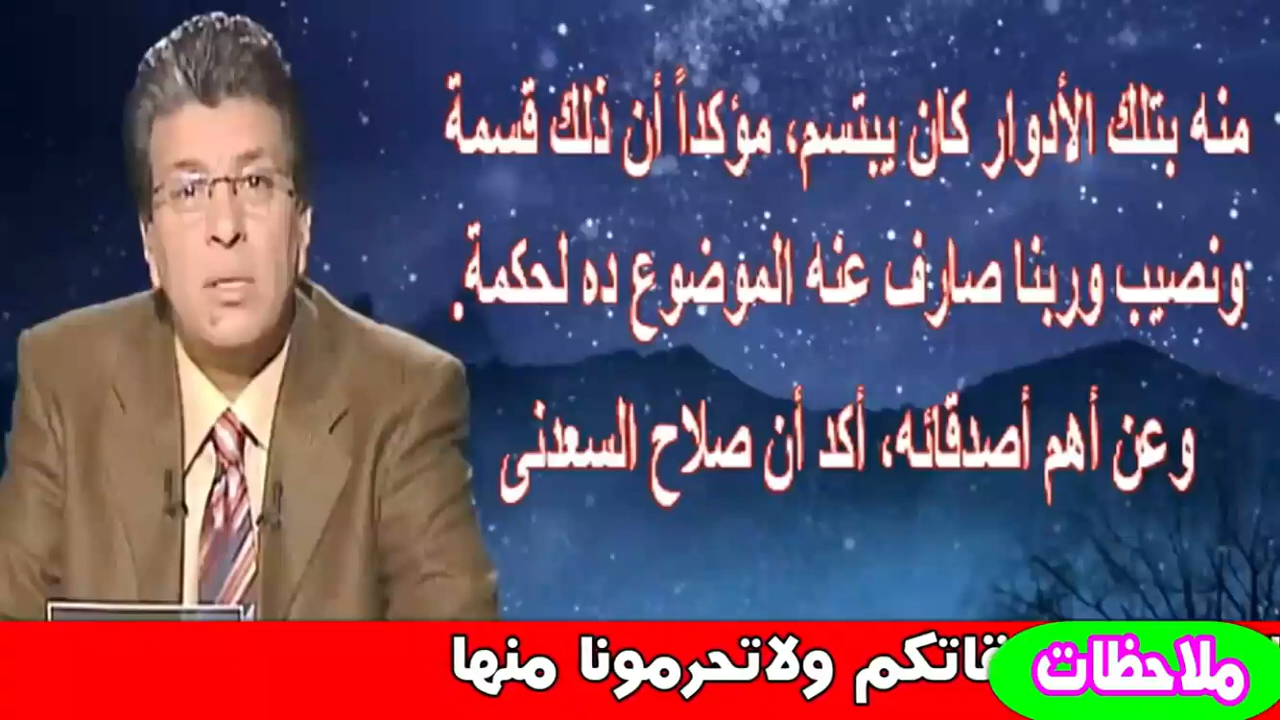 منه بتلك الأدوار كان يبتسم، مؤكداً أن ذلك قسمة
ونصيب وربنا صارف عنه الموضوع ده لحكمة.
وعن أهم أصدقائه، أكد أن صلاح السعدنى
ولاتحرمونا منها
ملاحظات